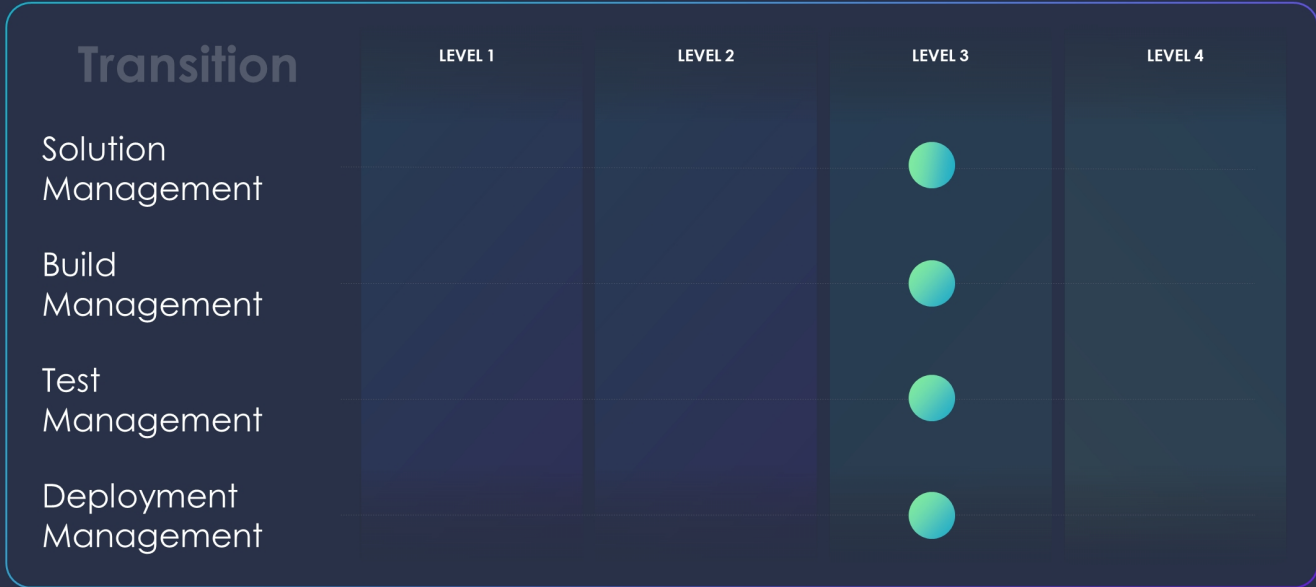 Transition
LEVEL 1
LEVEL 2
LEVEL 3
LEVEL 4
Solution
Management
Build
Management
Test
Management
Deployment
Management